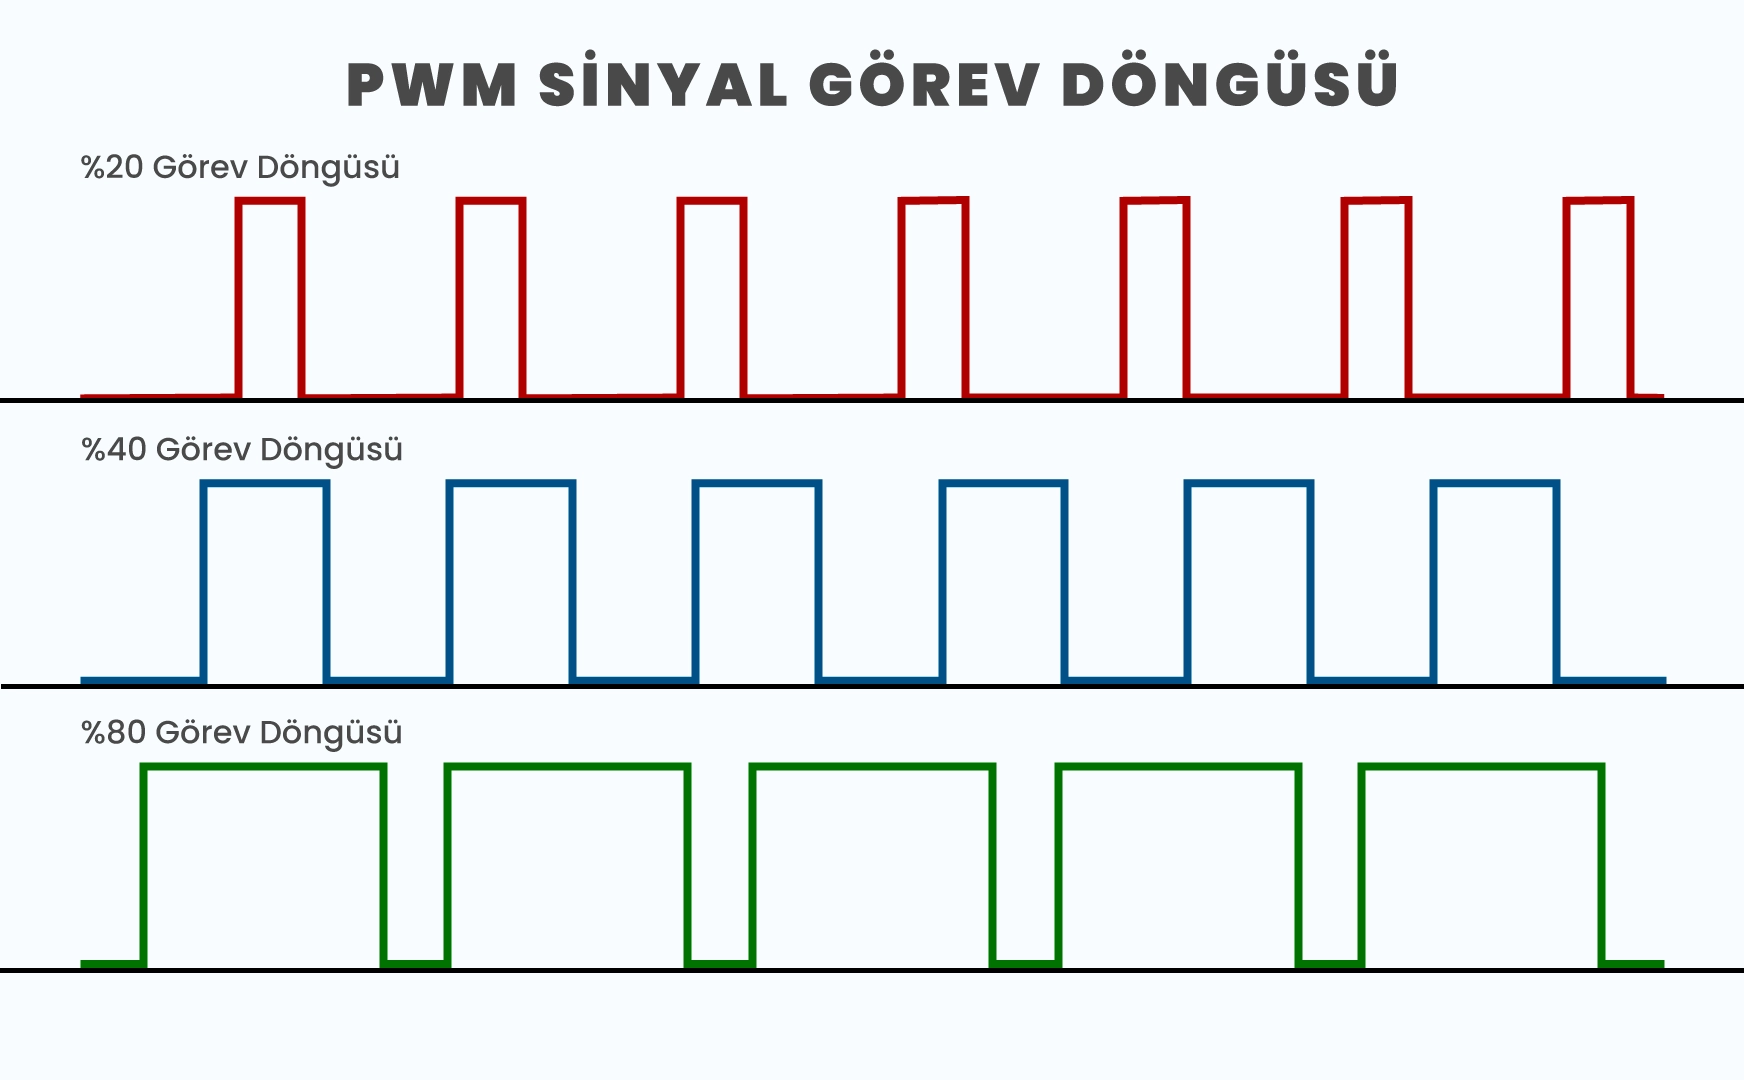 PWM SİNYAL GÖREV DÖNGÜSÜ
%20 Görev Döngüsü
%40 Görev Döngüsü
%80 Görev Döngüsü